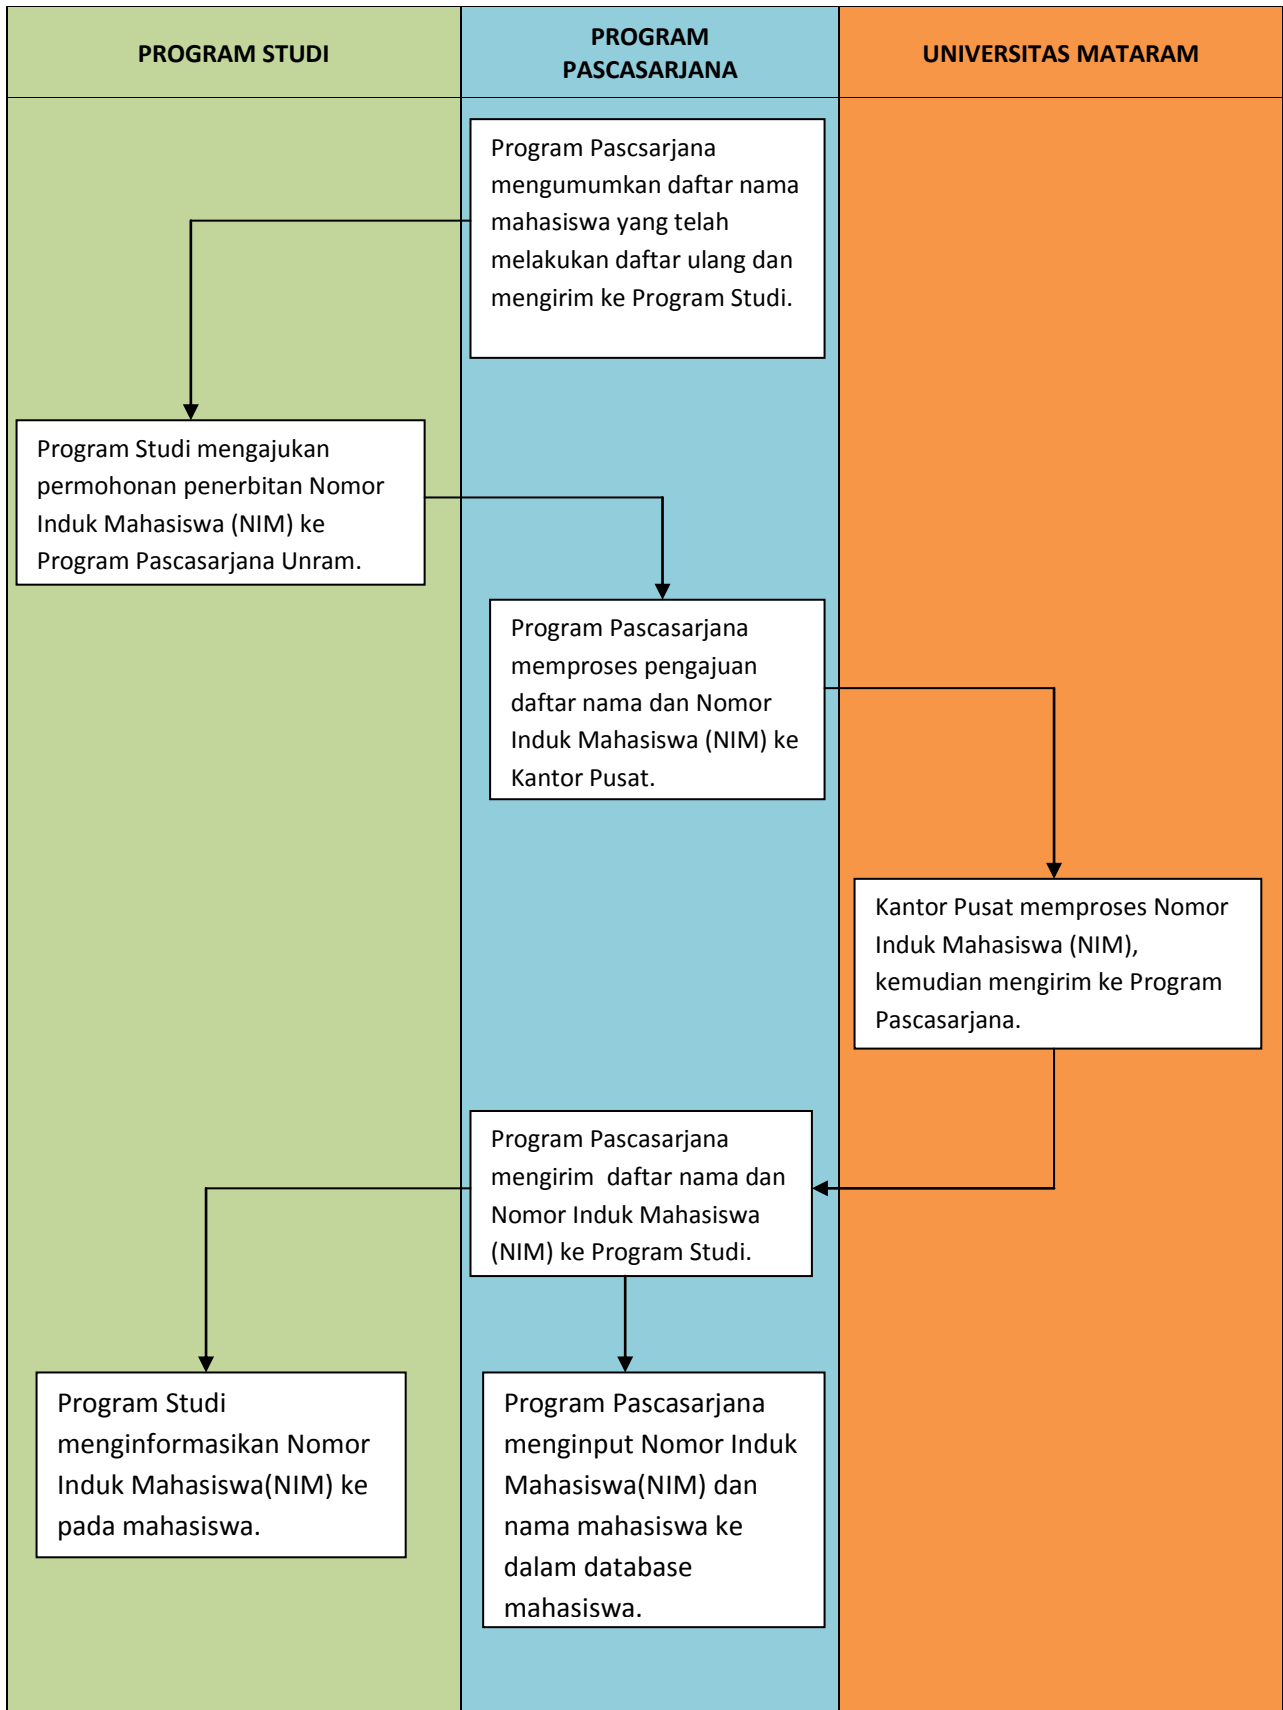 PROGRAM STUDI
PROGRAM
PASCASARJANA
UNIVERSITAS MATARAM
Program Pascsarjana
mengumumkan daftar nama
mahasiswa yang telah
melakukan daftar ulang dan
mengirim ke Program Studi.
Program Studi mengajukan
permohonan penerbitan Nomor
Induk Mahasiswa (NIM) ke
Program Pascasarjana Unram.
Program Pascasarjana
memproses pengajuan
daftar nama dan Nomor
Induk Mahasiswa (NIM) ke
Kantor Pusat.
Kantor Pusat memproses Nomor
Induk Mahasiswa (NIM),
kemudian mengirim ke Program
Pascasarjana.
Program Pascasarjana
mengirim  daftar nama dan
Nomor Induk Mahasiswa
(NIM) ke Program Studi.
Program Studi
menginformasikan Nomor
Induk Mahasiswa(NIM) ke
pada mahasiswa.
Program Pascasarjana
menginput Nomor Induk
Mahasiswa(NIM) dan
nama mahasiswa ke
dalam database
mahasiswa.